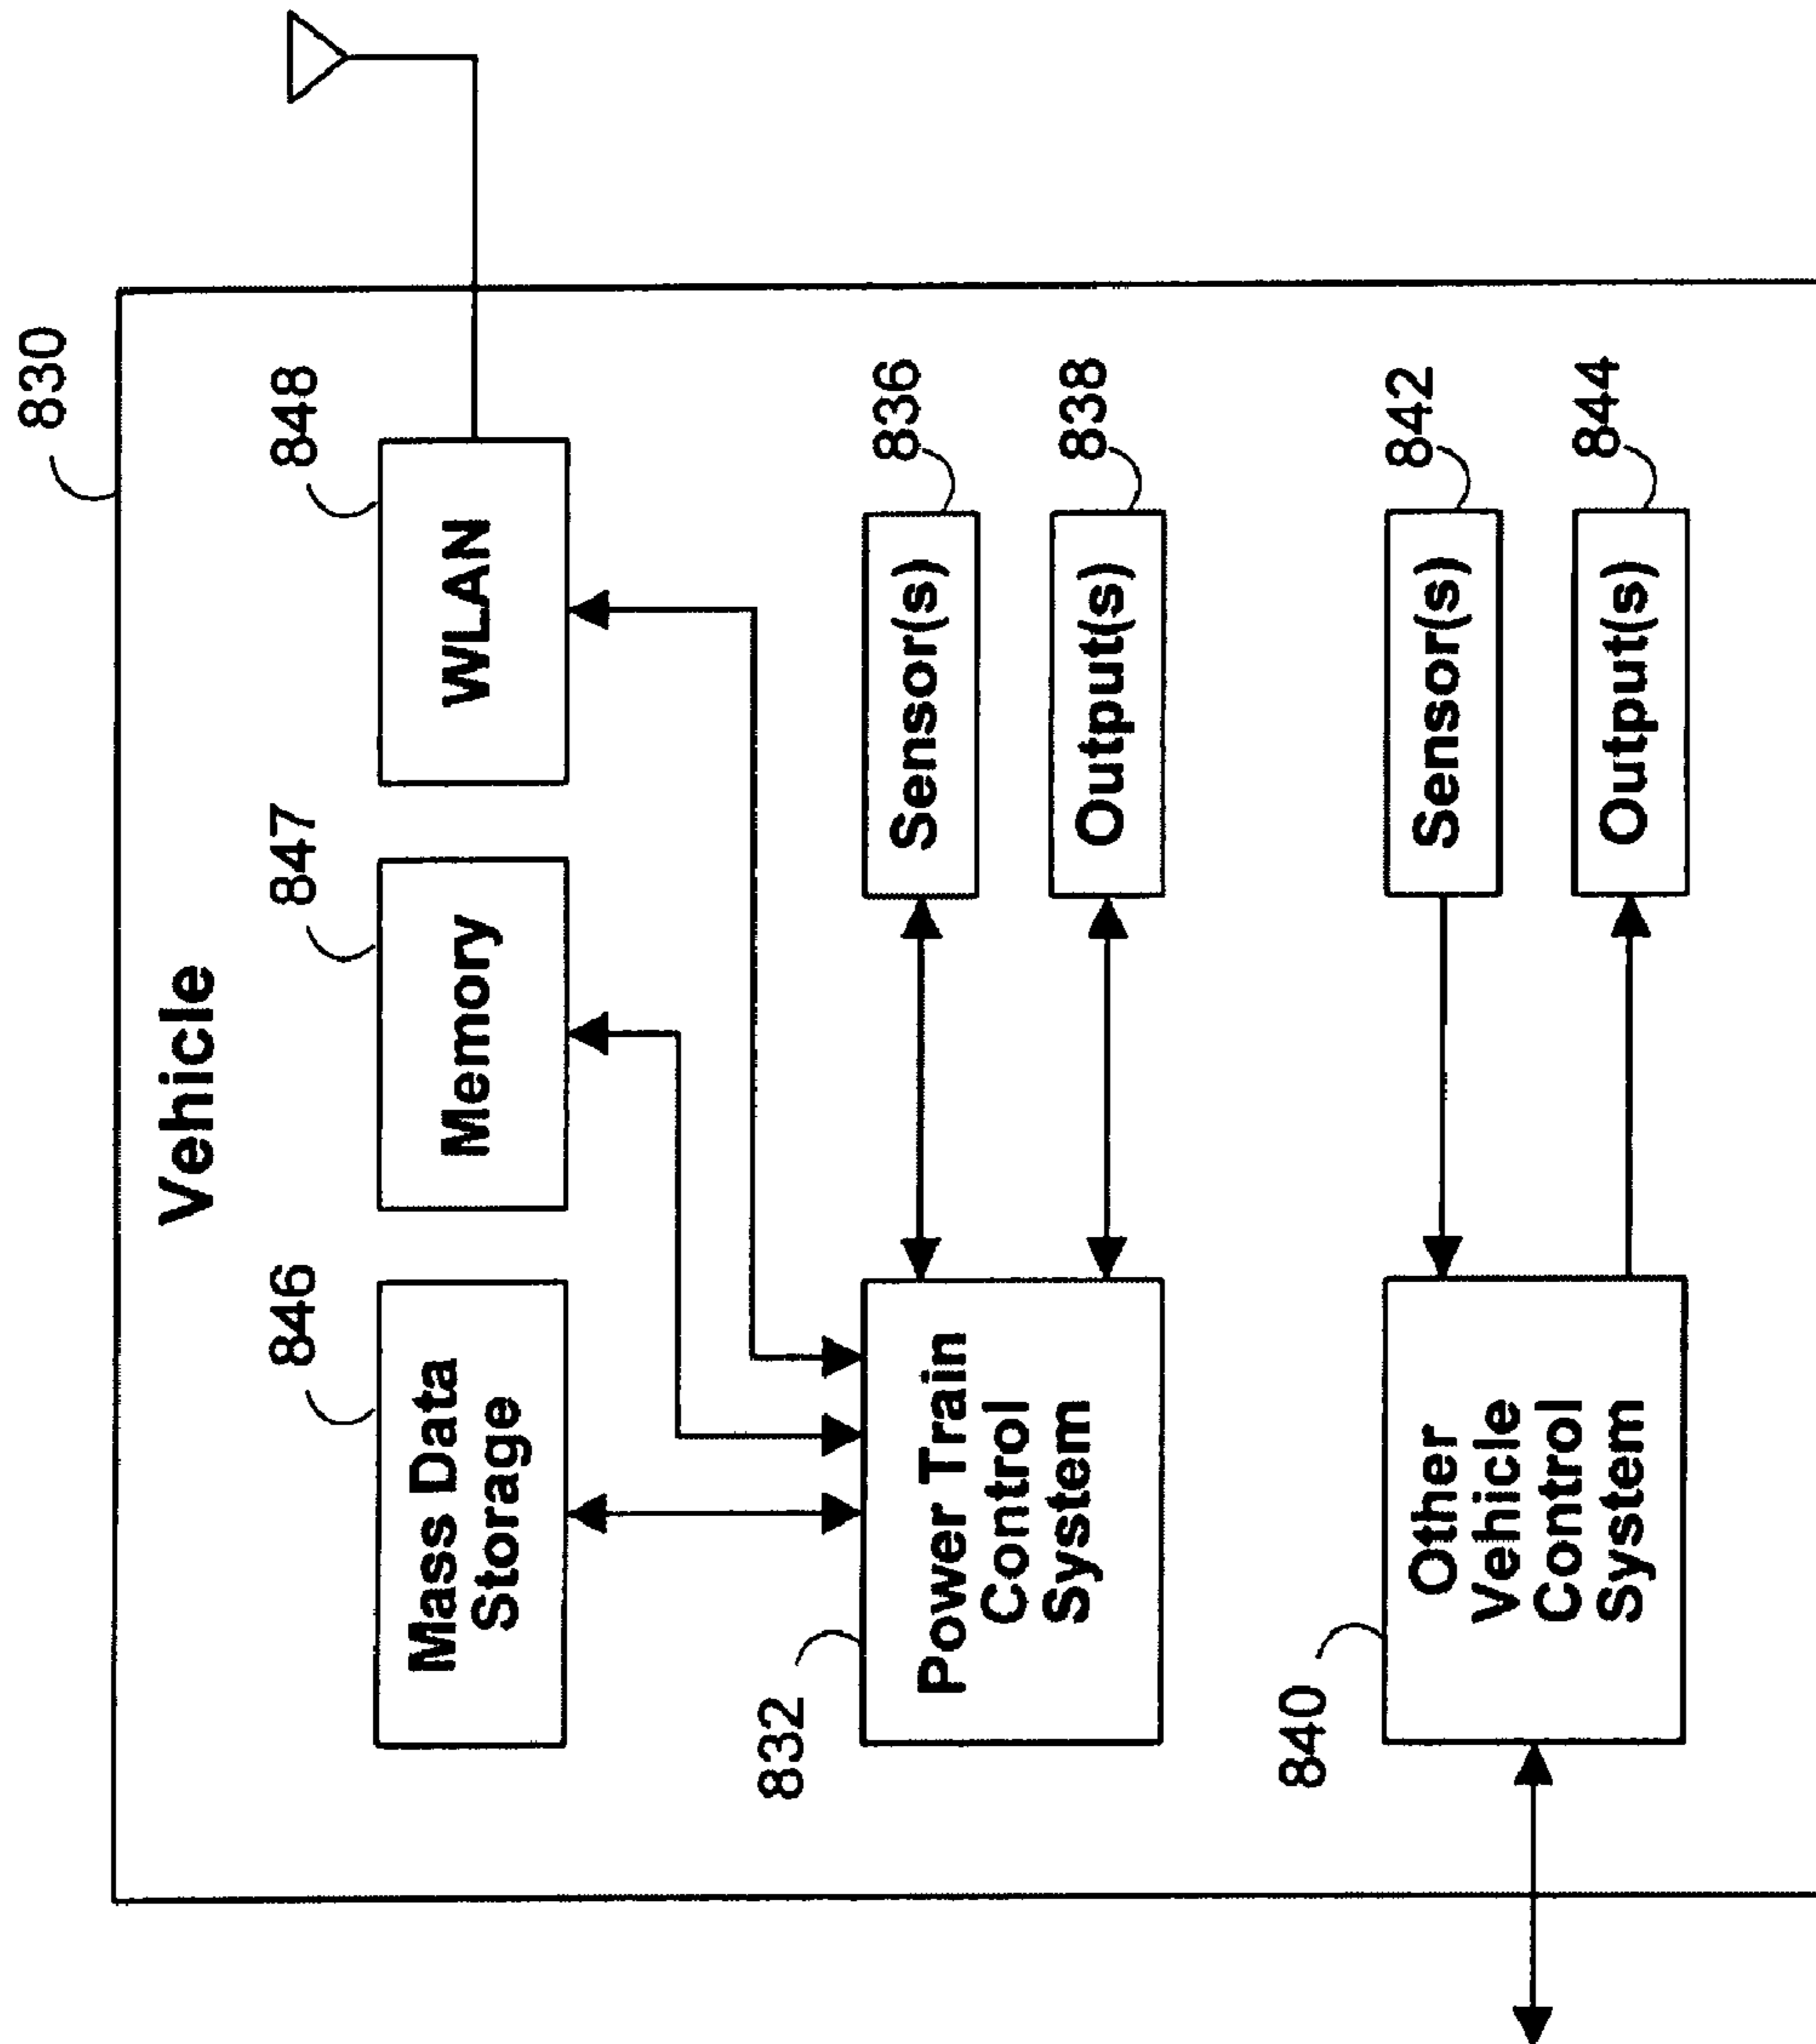 830
Vehicle
846
847
848
Mass Data
Storage
Memory
WLAN
832
Power Train
Control
System
836
Sensor(s)
838
Output(s)
840
Other
Vehicle
Control
System
842
Sensor(s)
844
Output(s)